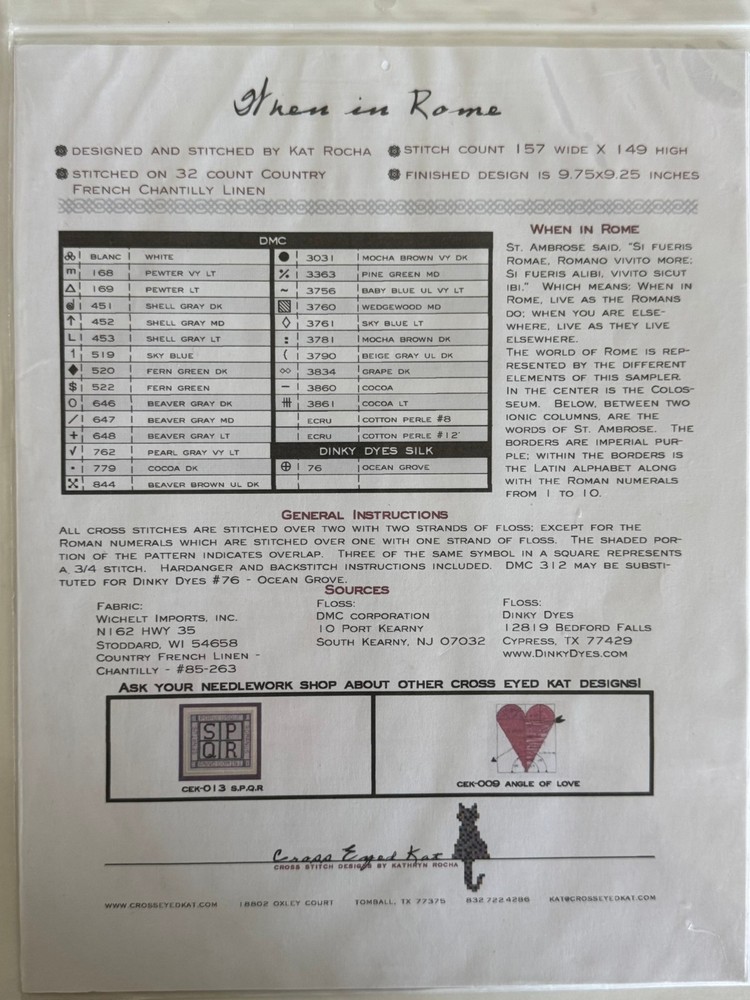 When in Rome
DESIGNED AND STITCHED BY KAT ROCHA
STITCHED ON 32 COUNT COUNTRY
FRENCH CHANTILLY LINEN
STITCH COUNT 157 WIDE X 149 HIGH
FINISHED DESIGN IS 9.75X9.25 INCHES
DMC
BLANC WHITE
168 PEWTER VY LT
169 PEWTER LT
451 SHELL GRAY DK
452 SHELL GRAY MD
453 SHELL GRAY LT
519 SKY BLUE
520 FERN GREEN DK
522 FERN GREEN
646 BEAVER GRAY DK
647 BEAVER GRAY MD
648 BEAVER GRAY LT
762 PEARL GRAY VY LT
779 COCOA DK
844 BEAVER BROWN UL DK
3031 MOCHA BROWN VY DK
3363 PINE GREEN MD
3756 BABY BLUE UL VY LT
3760 WEDGEWOOD MD
3761 SKY BLUE LT
3781 MOCHA BROWN DK
3790 BEIGE GRAY UL DK
3834 GRAPE DK
3860 COCOA
3861 COCOA LT
ECRU COTTON PERLE #8
ECRU COTTON PERLE #12
DINKY DYES SILK
76 OCEAN GROVE
WHEN IN ROME
ST. AMBROSE SAID, "SI FUERIS
ROMAE, ROMANO VIVITO MORE;
SI FUERIS ALIBI, VIVITO SICUT
IBI." WHICH MEANS: WHEN IN
ROME, LIVE AS THE ROMANS
DO; WHEN YOU ARE ELSE-
WHERE, LIVE AS THEY LIVE
ELSEWHERE.
THE WORLD OF ROME IS REP-
RESENTED BY THE DIFFERENT
ELEMENTS OF THIS SAMPLER.
IN THE CENTER IS THE COLOS-
SEUM. BELOW, BETWEEN TWO
IONIC COLUMNS, ARE THE
WORDS OF ST. AMBROSE. THE
BORDERS ARE IMPERIAL PUR-
PLE; WITHIN THE BORDERS IS
THE LATIN ALPHABET ALONG
WITH THE ROMAN NUMERALS
FROM 1 TO 10.
GENERAL INSTRUCTIONS
ALL CROSS STITCHES ARE STITCHED OVER TWO WITH TWO STRANDS OF FLOSS; EXCEPT FOR THE
ROMAN NUMERALS WHICH ARE STITCHED OVER ONE WITH ONE STRAND OF FLOSS. THE SHADED POR-
TION OF THE PATTERN INDICATES OVERLAP. THREE OF THE SAME SYMBOL IN A SQUARE REPRESENTS
A 3/4 STITCH. HARDANGER AND BACKSTITCH INSTRUCTIONS INCLUDED. DMC 312 MAY BE SUBSTI-
TUTED FOR DINKY DYES #76 - OCEAN GROVE.
SOURCES
FABRIC:
WICHELT IMPORTS, INC.
N162 HWY 35
STODDARD, WI 54658
COUNTRY FRENCH LINEN -
CHANTILLY - #85-263
FLOSS:
DMC CORPORATION
10 PORT KEARNY
SOUTH KEARNY, NJ 07032
FLOSS:
DINKY DYES
12819 BEDFORD FALLS
CYPRESS, TX 77429
WWW.DINKYDYES.COM
ASK YOUR NEEDLEWORK SHOP ABOUT OTHER CROSS EYED KAT DESIGNS!
SP
QR
CEK-013 S.P.Q.R
CEK-009 ANGLE OF LOVE
Cross Eyed Kat
CROSS STITCH DESIGNS BY KATHRYN ROCHA
WWW.CROSSEYEDKAT.COM 18802 OXLEY COURT TOMBALL, TX 77375 832.722.4286 KAT@CROSSEYEDKAT.COM